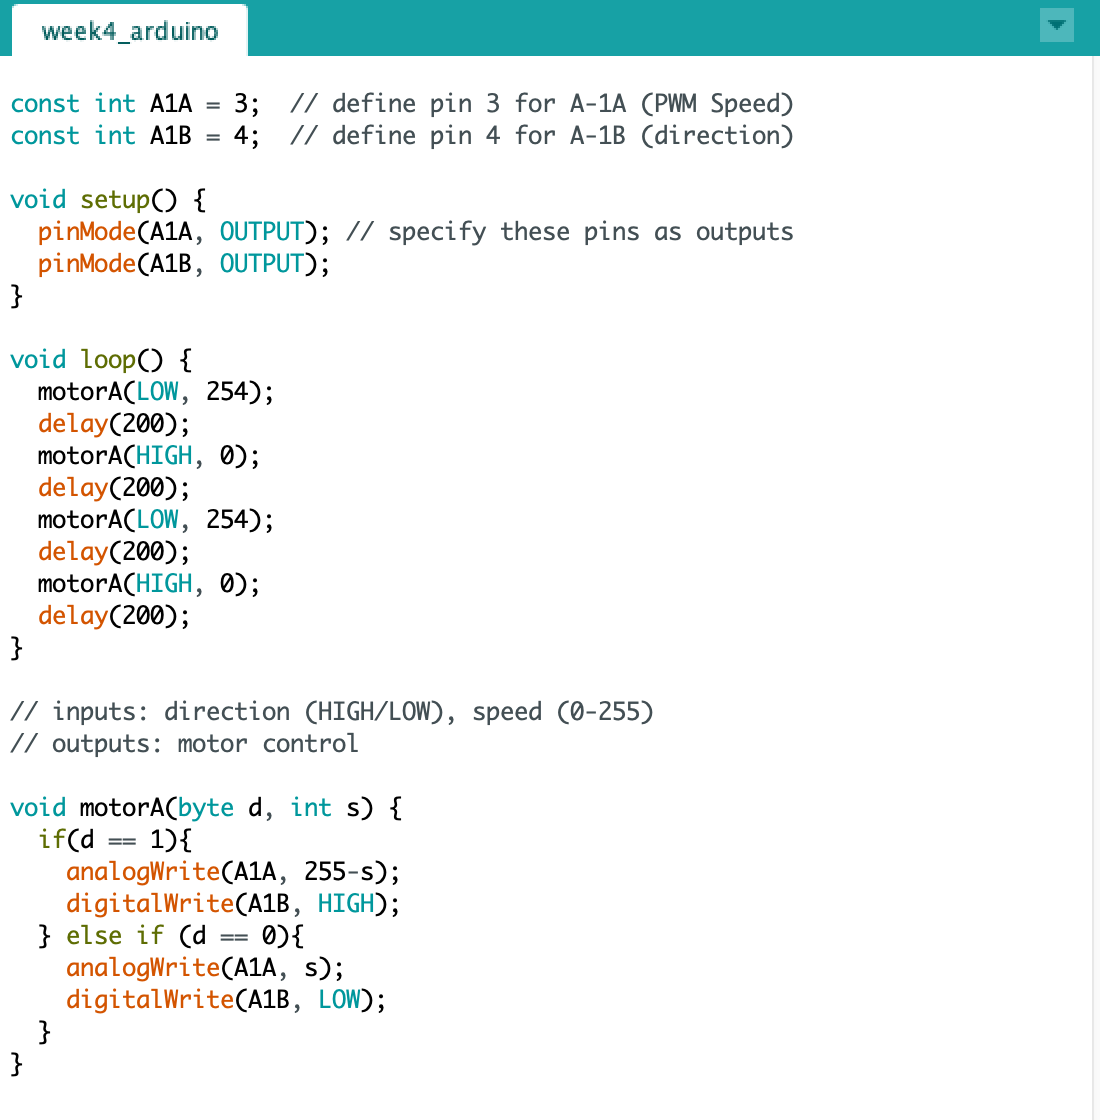 week4_arduino
const int A1A = 3;  // define pin 3 for A-1A (PWM Speed)
const int A1B = 4;  // define pin 4 for A-1B (direction)

void setup() {
  pinMode(A1A, OUTPUT); // specify these pins as outputs
  pinMode(A1B, OUTPUT);
}

void loop() {
  motorA(LOW, 254);
  delay(200);
  motorA(HIGH, 0);
  delay(200);
  motorA(LOW, 254);
  delay(200);
  motorA(HIGH, 0);
  delay(200);
}

// inputs: direction (HIGH/LOW), speed (0-255)
// outputs: motor control

void motorA(byte d, int s) {
  if(d == 1){
    analogWrite(A1A, 255-s);
    digitalWrite(A1B, HIGH);
  } else if (d == 0){
    analogWrite(A1A, s);
    digitalWrite(A1B, LOW);
  }
}